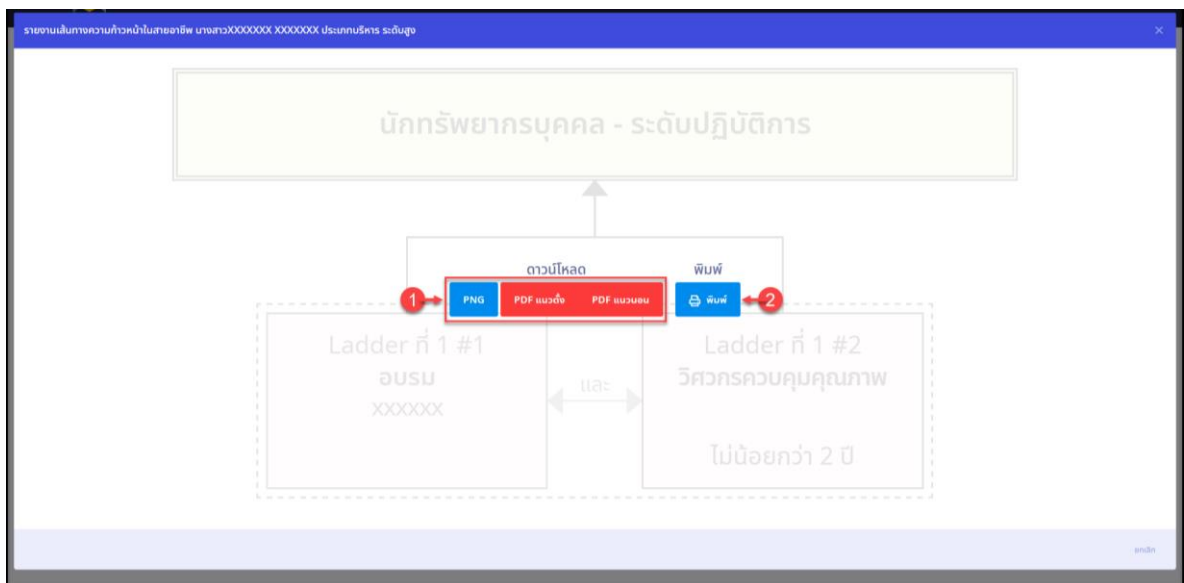 รายงานเส้นทางความก้าวหน้าในสายอาชีพ นางสาวXXXXXXX XXXXXXX ประเภทบริหาร ระดับสูง
นักทรัพยากรบุคคล - ระดับปฏิบัติการ
ดาวน์โหลด พิมพ์
1 PNG PDF แนวตั้ง PDF แนวนอน พิมพ์ 2
Ladder ที่ 1 #1
อบรม
XXXXXX
และ
Ladder ที่ 1 #2
วิศวกรควบคุมคุณภาพ
ไม่น้อยกว่า 2 ปี
ยกเลิก